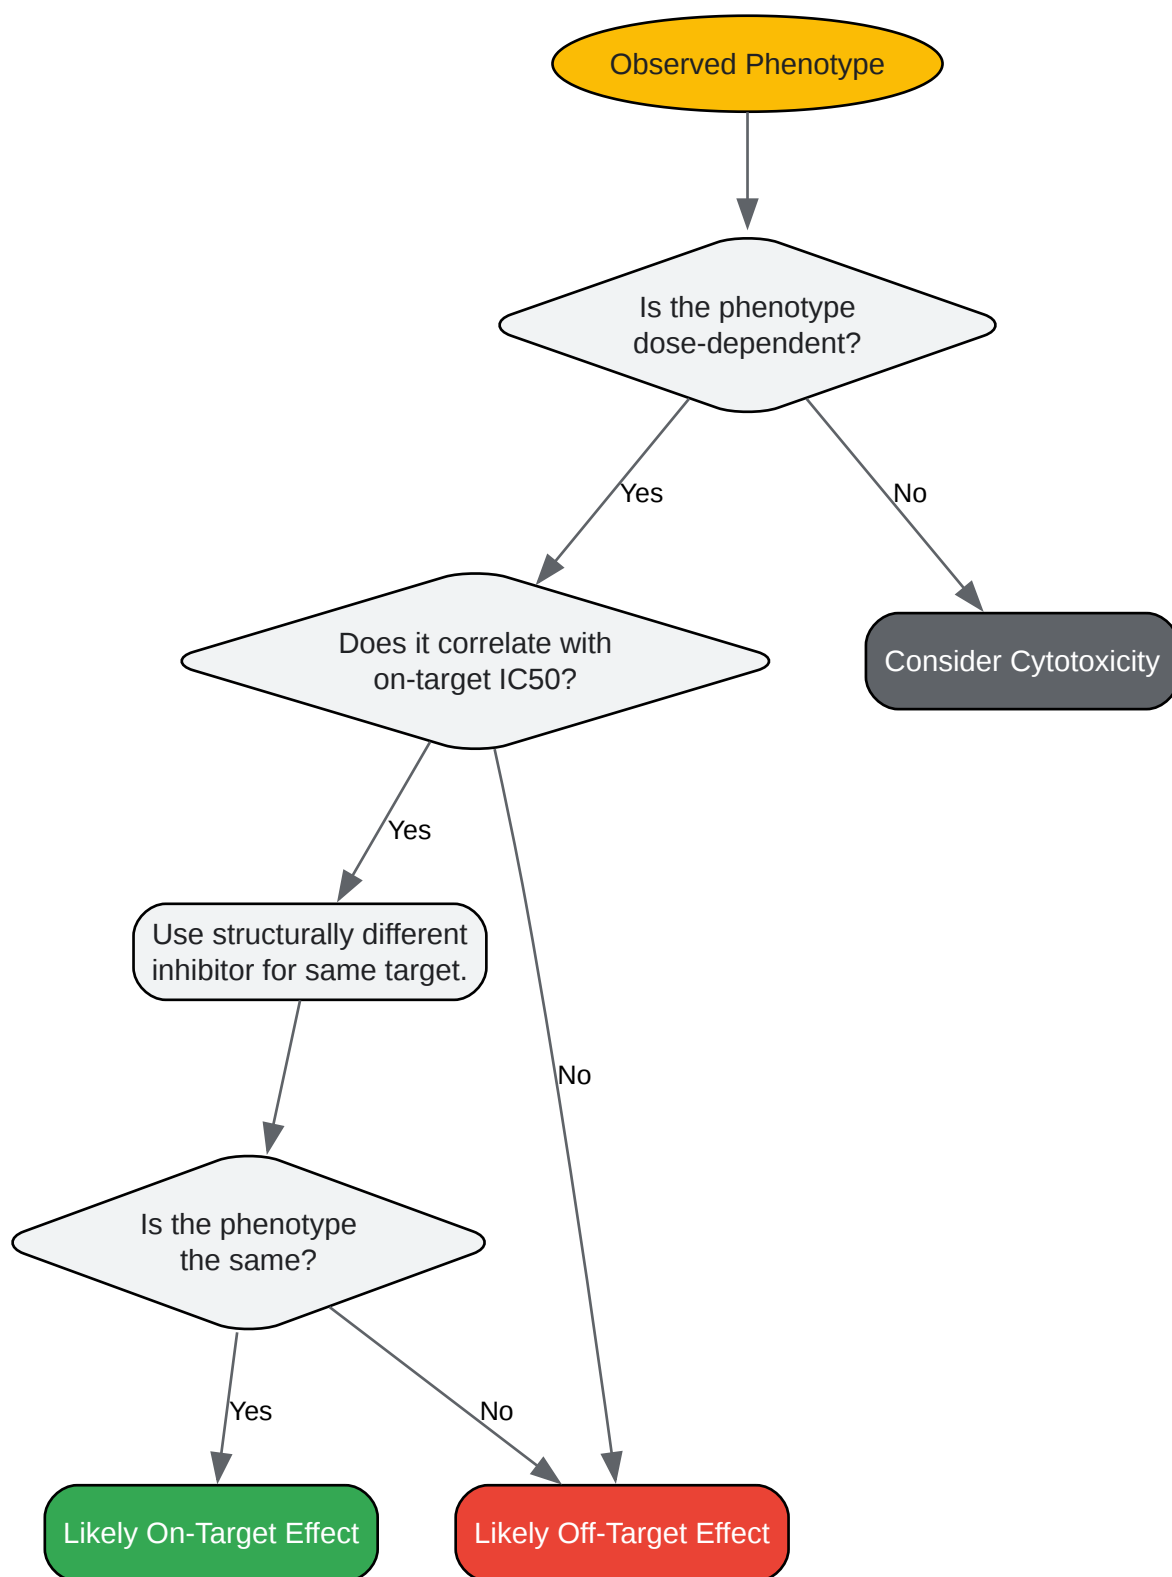 Observed Phenotype
Is the phenotype
dose-dependent?
Yes
No
Does it correlate with
on-target IC50?
Consider Cytotoxicity
Yes
Use structurally different
inhibitor for same target.
No
Is the phenotype
the same?
Yes
No
Likely On-Target Effect
Likely Off-Target Effect